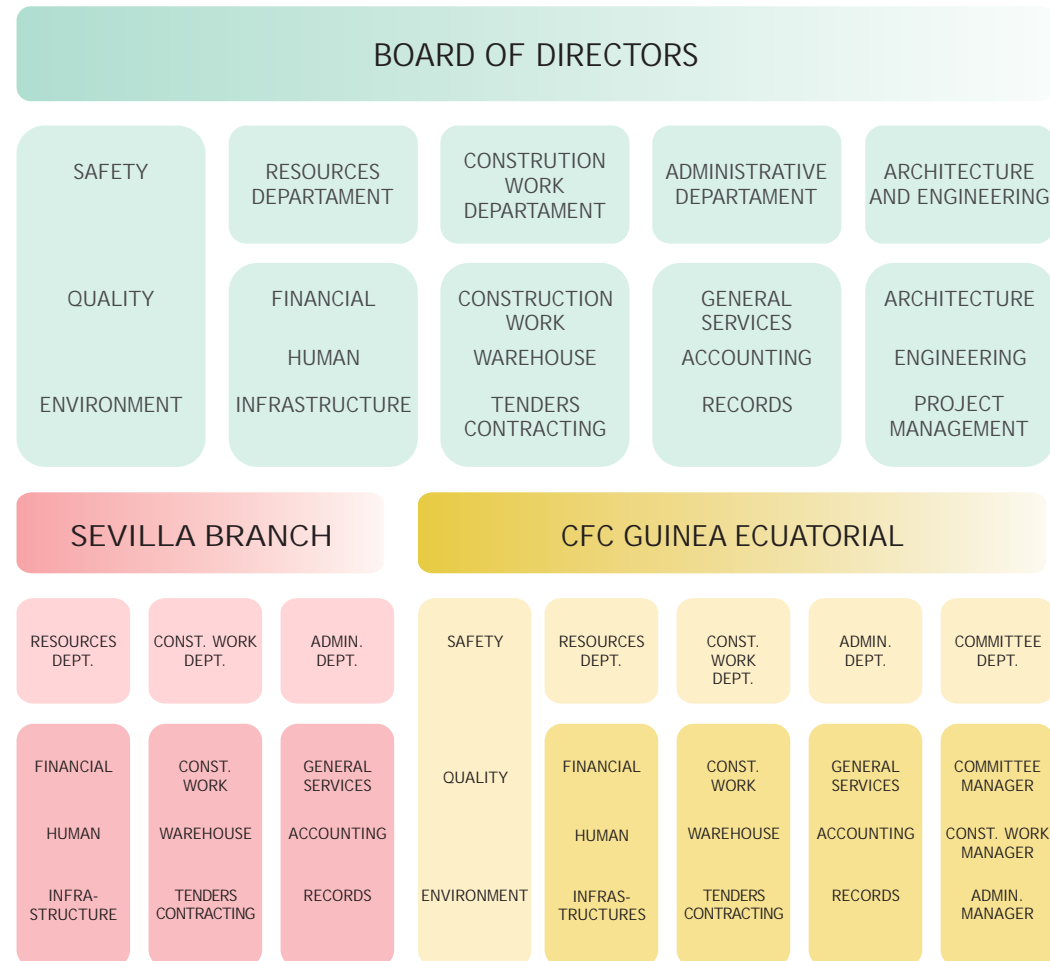 BOARD OF DIRECTORS
SAFETY
RESOURCES
DEPARTAMENT
CONSTRUTION
WORK
DEPARTAMENT
ADMINISTRATIVE
DEPARTAMENT
ARCHITECTURE
AND ENGINEERING
QUALITY
ENVIRONMENT
FINANCIAL
HUMAN
INFRASTRUCTURE
CONSTRUCTION
WORK
WAREHOUSE
TENDERS
CONTRACTING
GENERAL
SERVICES
ACCOUNTING
RECORDS
ARCHITECTURE
ENGINEERING
PROJECT
MANAGEMENT
SEVILLA BRANCH
RESOURCES
DEPT.
CONST. WORK
DEPT.
ADMIN.
DEPT.
FINANCIAL
HUMAN
INFRA-
STRUCTURE
CONST.
WORK
WAREHOUSE
TENDERS
CONTRACTING
GENERAL
SERVICES
ACCOUNTING
RECORDS
CFC GUINEA ECUATORIAL
SAFETY
QUALITY
ENVIRONMENT
RESOURCES
DEPT.
CONST.
WORK
DEPT.
ADMIN.
DEPT.
COMMITTEE
DEPT.
FINANCIAL
HUMAN
INFRAS-
TRUCTURES
CONST.
WORK
WAREHOUSE
TENDERS
CONTRACTING
GENERAL
SERVICES
ACCOUNTING
RECORDS
COMMITTEE
MANAGER
CONST. WORK
MANAGER
ADMIN.
MANAGER